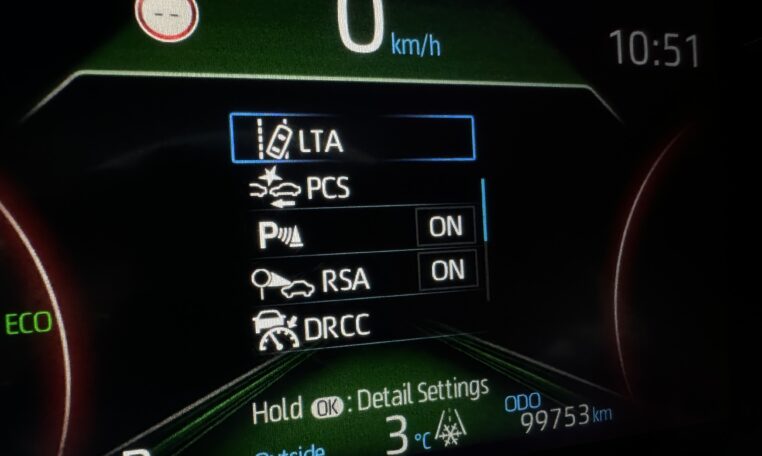 --
0 km/h
10:51
LTA
PCS
P ON
RSA ON
DRCC
ECO
Hold OK : Detail Settings
Outside 3 °C
ODO
99753 km